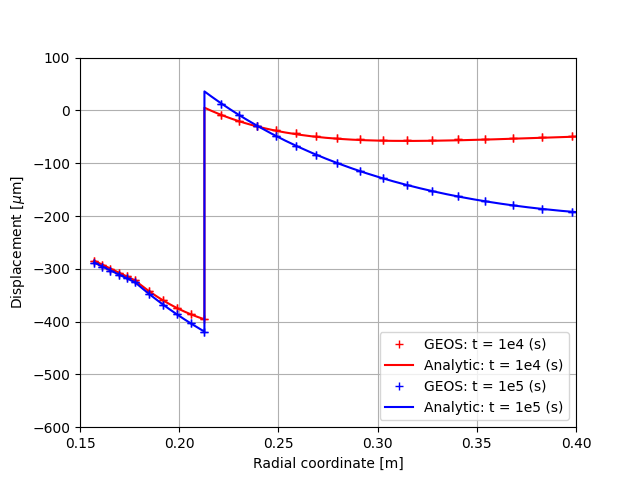 100
0
−100
−200
−300
−400
−500
−600
Displacement [μm]
0.15 0.20 0.25 0.30 0.35 0.40
Radial coordinate [m]
GEOS: t = 1e4 (s)
Analytic: t = 1e4 (s)
GEOS: t = 1e5 (s)
Analytic: t = 1e5 (s)